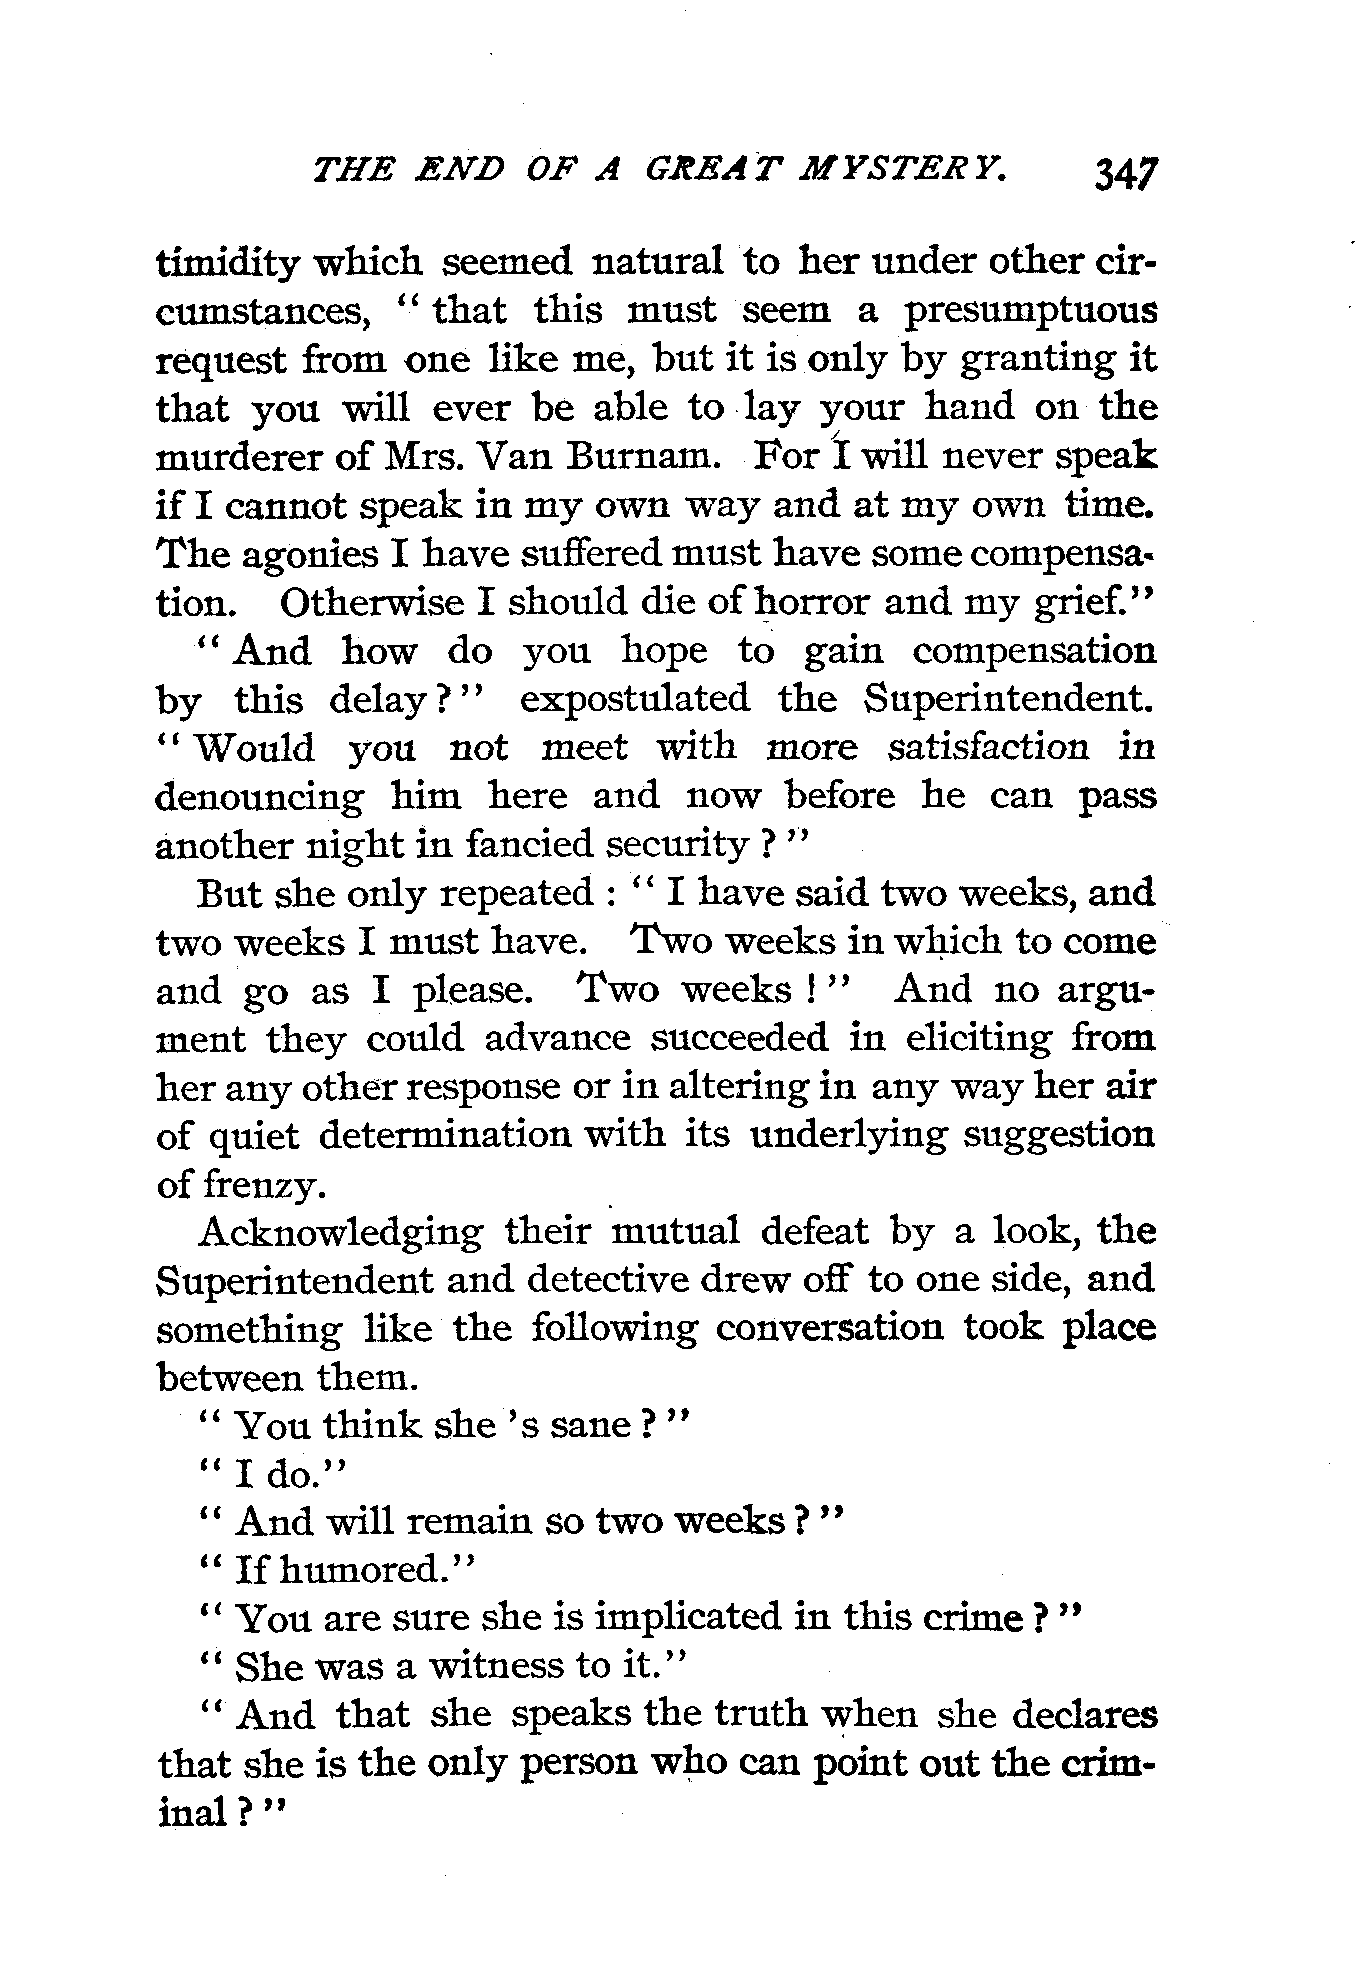 THE END OF A GREAT MYSTERY. 347
timidity which seemed natural to her under other cir-
cumstances, " that this must seem a presumptuous
request from one like me, but it is only by granting it
that you will ever be able to lay your hand on the
murderer of Mrs. Van Burnam. For I will never speak
if I cannot speak in my own way and at my own time.
The agonies I have suffered must have some compensa-
tion. Otherwise I should die of horror and my grief."
" And how do you hope to gain compensation
by this delay?" expostulated the Superintendent.
" Would you not meet with more satisfaction in
denouncing him here and now before he can pass
another night in fancied security ? "
But she only repeated : " I have said two weeks, and
two weeks I must have. Two weeks in which to come
and go as I please. Two weeks ! " And no argu-
ment they could advance succeeded in eliciting from
her any other response or in altering in any way her air
of quiet determination with its underlying suggestion
of frenzy.
Acknowledging their mutual defeat by a look, the
Superintendent and detective drew off to one side, and
something like the following conversation took place
between them.
" You think she 's sane ? "
" I do."
" And will remain so two weeks ? "
" If humored."
" You are sure she is implicated in this crime ? "
" She was a witness to it."
" And that she speaks the truth when she declares
that she is the only person who can point out the crim-
inal ? "